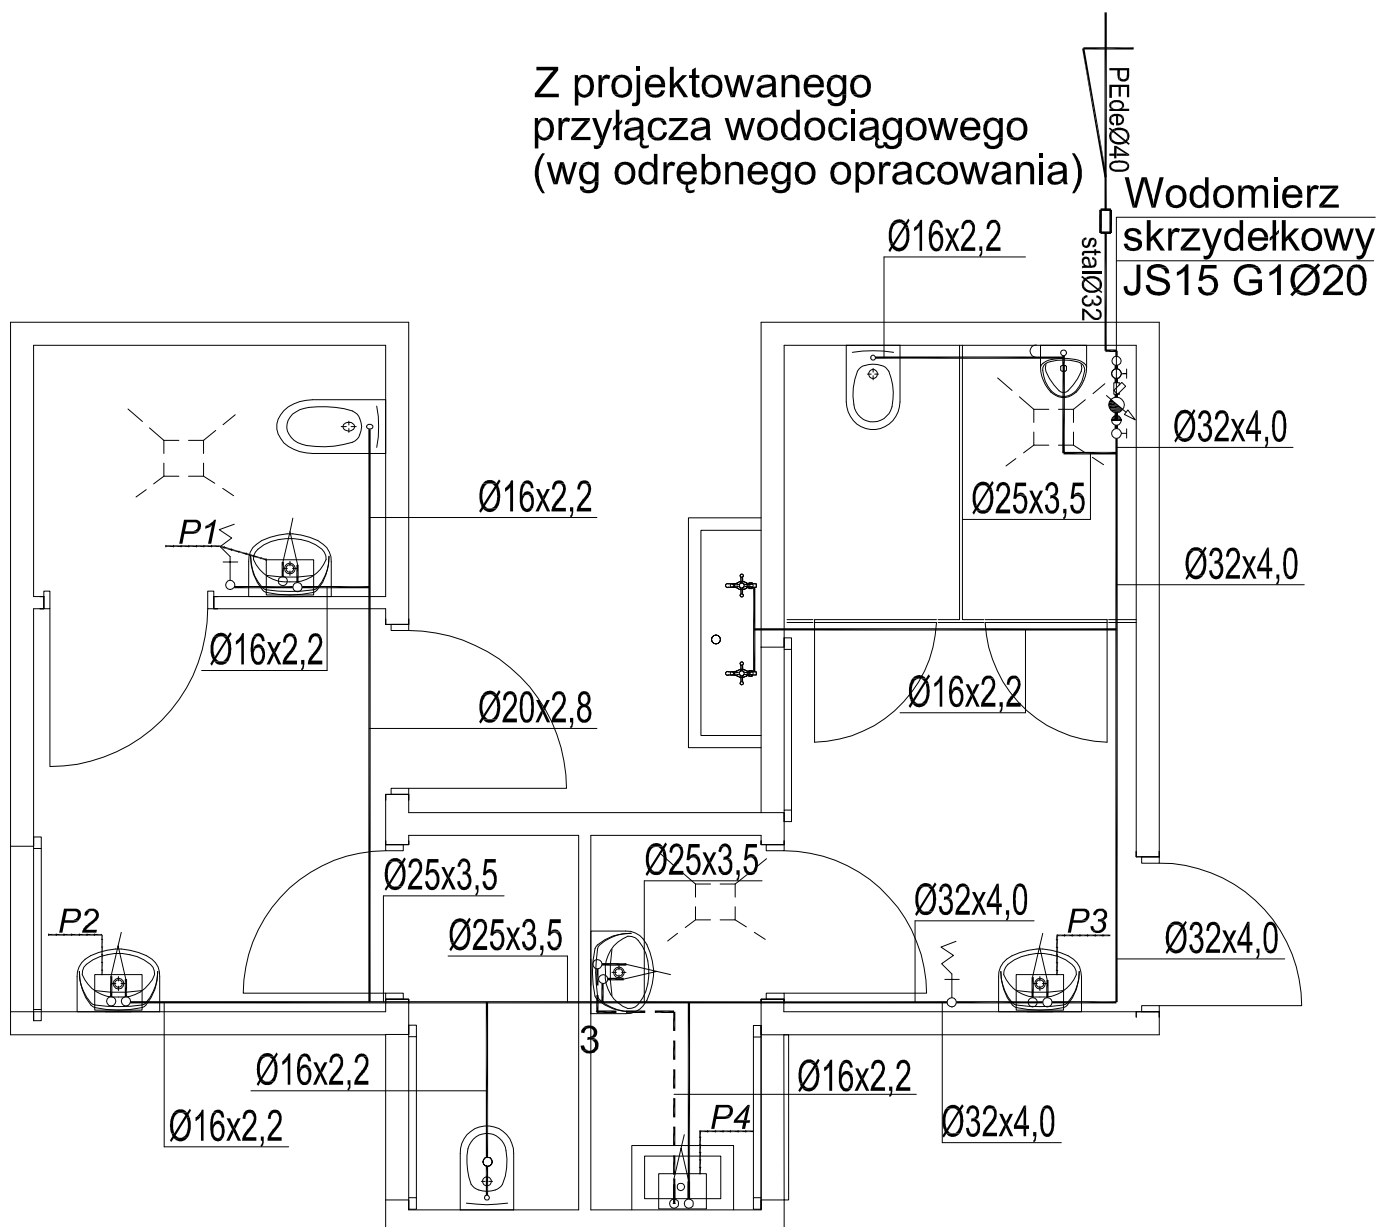 Z projektowanego
przyłącza wodociągowego
(wg odrębnego opracowania)
PEdeØ40
Wodomierz
skrzydełkowy
JS15 G1Ø20
stalØ32
Ø16x2,2
Ø32x4,0
Ø16x2,2
Ø25x3,5
P1
Ø32x4,0
Ø16x2,2
Ø16x2,2
Ø20x2,8
Ø25x3,5
Ø25x3,5
Ø32x4,0
P2
P3
Ø25x3,5
Ø32x4,0
3
Ø16x2,2
Ø16x2,2
P4
Ø16x2,2
Ø32x4,0